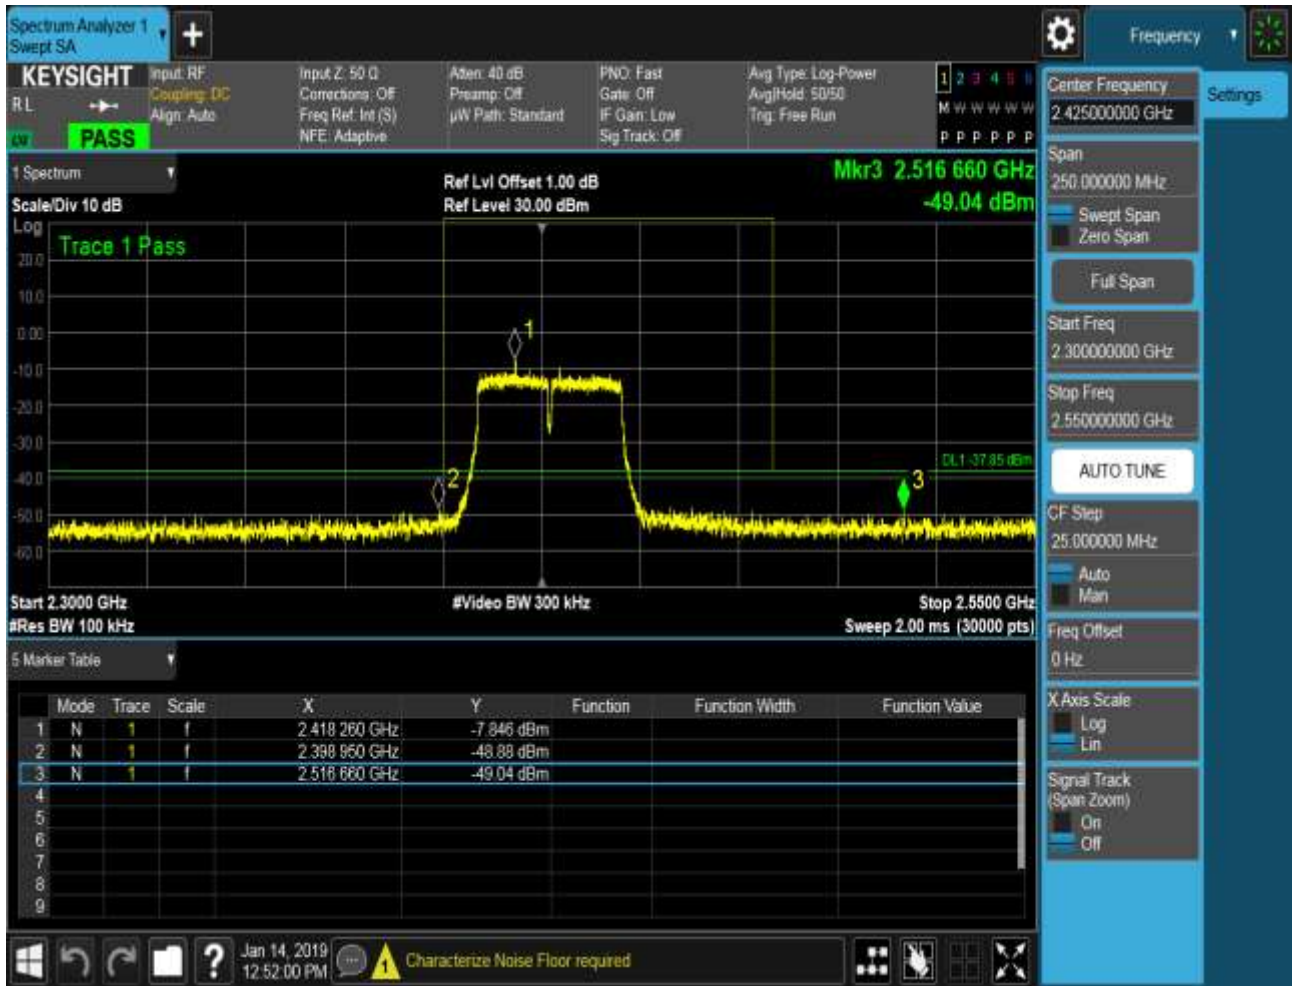 Spectrum Analyzer 1
Swept SA
Frequency
KEYSIGHT
R L
PASS
Input: RF
Coupling: DC
Align: Auto
Input Z: 50 Ω
Corrections: Off
Freq Ref: Int (S)
NFE: Adaptive
Atten: 40 dB
Preamp: Off
µW Path: Standard
PNO: Fast
Gate: Off
IF Gain: Low
Sig Track: Off
Avg Type: Log-Power
Avg|Hold: 50/50
Trig: Free Run
1 2 3 4 5 6
M W W W W W
P P P P P P
1 Spectrum
Scale/Div 10 dB
Log
Ref Lvl Offset 1.00 dB
Ref Level 30.00 dBm
Mkr3 2.516 660 GHz
-49.04 dBm
Trace 1 Pass
20.0
10.0
0.00
-10.0
-20.0
-30.0
-40.0
-50.0
-60.0
1
2
3
DL1 -37.85 dBm
Start 2.3000 GHz
#Res BW 100 kHz
#Video BW 300 kHz
Stop 2.5500 GHz
Sweep 2.00 ms (30000 pts)
5 Marker Table
Mode Trace Scale X Y Function Function Width Function Value
1 N 1 f 2.418 260 GHz -7.846 dBm
2 N 1 f 2.398 950 GHz -48.88 dBm
3 N 1 f 2.516 660 GHz -49.04 dBm
4
5
6
7
8
9
Jan 14, 2019
12:52:00 PM
1
Characterize Noise Floor required
Center Frequency
2.425000000 GHz
Settings
Span
250.000000 MHz
Swept Span
Zero Span
Full Span
Start Freq
2.300000000 GHz
Stop Freq
2.550000000 GHz
AUTO TUNE
CF Step
25.000000 MHz
Auto
Man
Freq Offset
0 Hz
X Axis Scale
Log
Lin
Signal Track
(Span Zoom)
On
Off